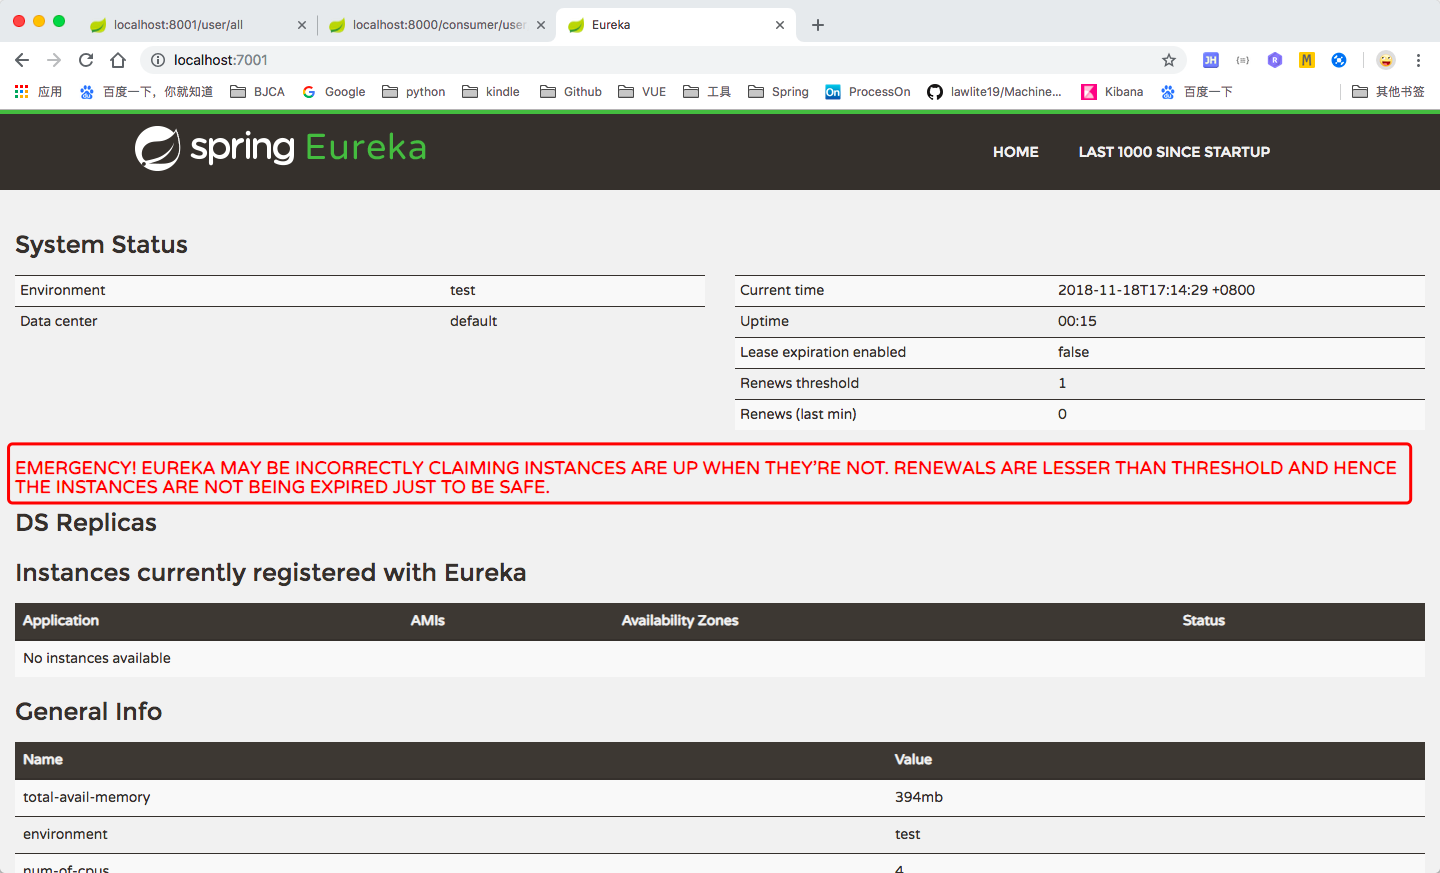 localhost:8001/user/all
localhost:8000/consumer/user
Eureka
localhost:7001
JH
R
M
应用
百度一下，你就知道
BJCA
Google
python
kindle
Github
VUE
工具
Spring
On ProcessOn
lawlite19/Machine...
Kibana
百度一下
其他书签
spring Eureka
HOME
LAST 1000 SINCE STARTUP
System Status
Environment test
Data center default
Current time 2018-11-18T17:14:29 +0800
Uptime 00:15
Lease expiration enabled false
Renews threshold 1
Renews (last min) 0
EMERGENCY! EUREKA MAY BE INCORRECTLY CLAIMING INSTANCES ARE UP WHEN THEY'RE NOT. RENEWALS ARE LESSER THAN THRESHOLD AND HENCE
THE INSTANCES ARE NOT BEING EXPIRED JUST TO BE SAFE.
DS Replicas
Instances currently registered with Eureka
Application AMIs Availability Zones Status
No instances available
General Info
Name Value
total-avail-memory 394mb
environment test
num-of-cpus 4